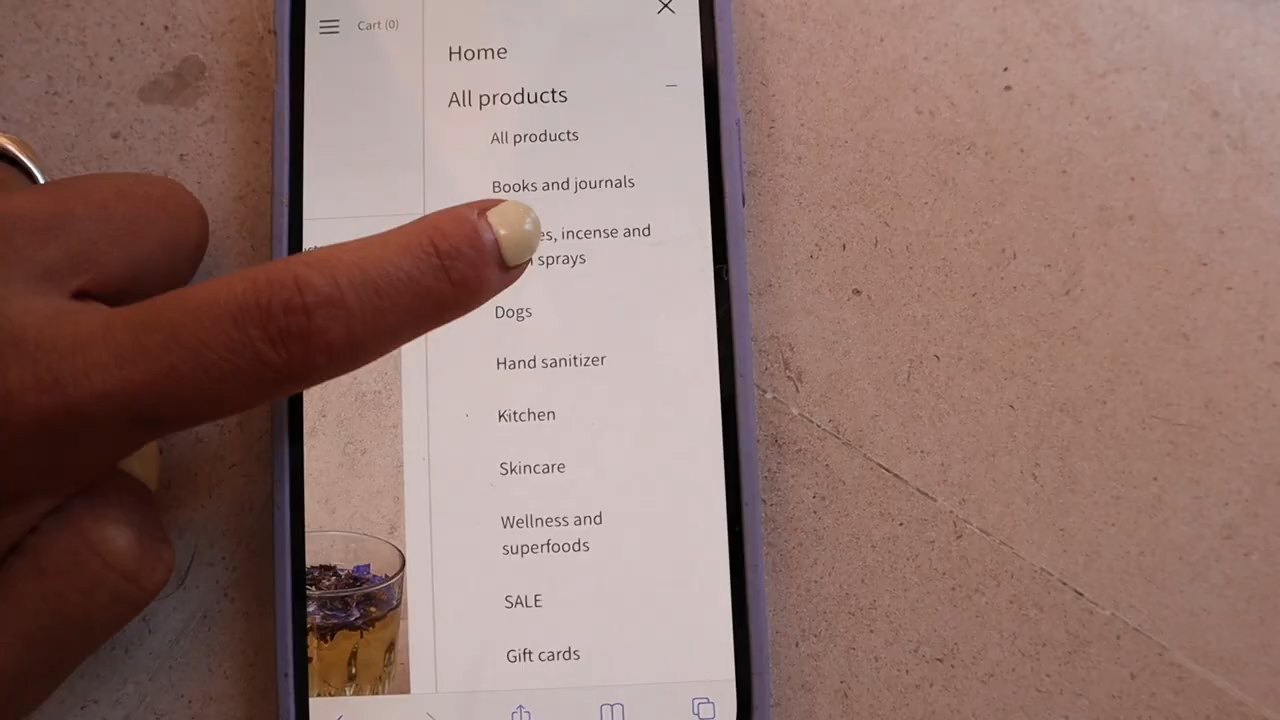 Cart (0)
Home
All products
All products
Books and journals
incense and
sprays
Dogs
Hand sanitizer
Kitchen
Skincare
Wellness and
superfoods
SALE
Gift cards